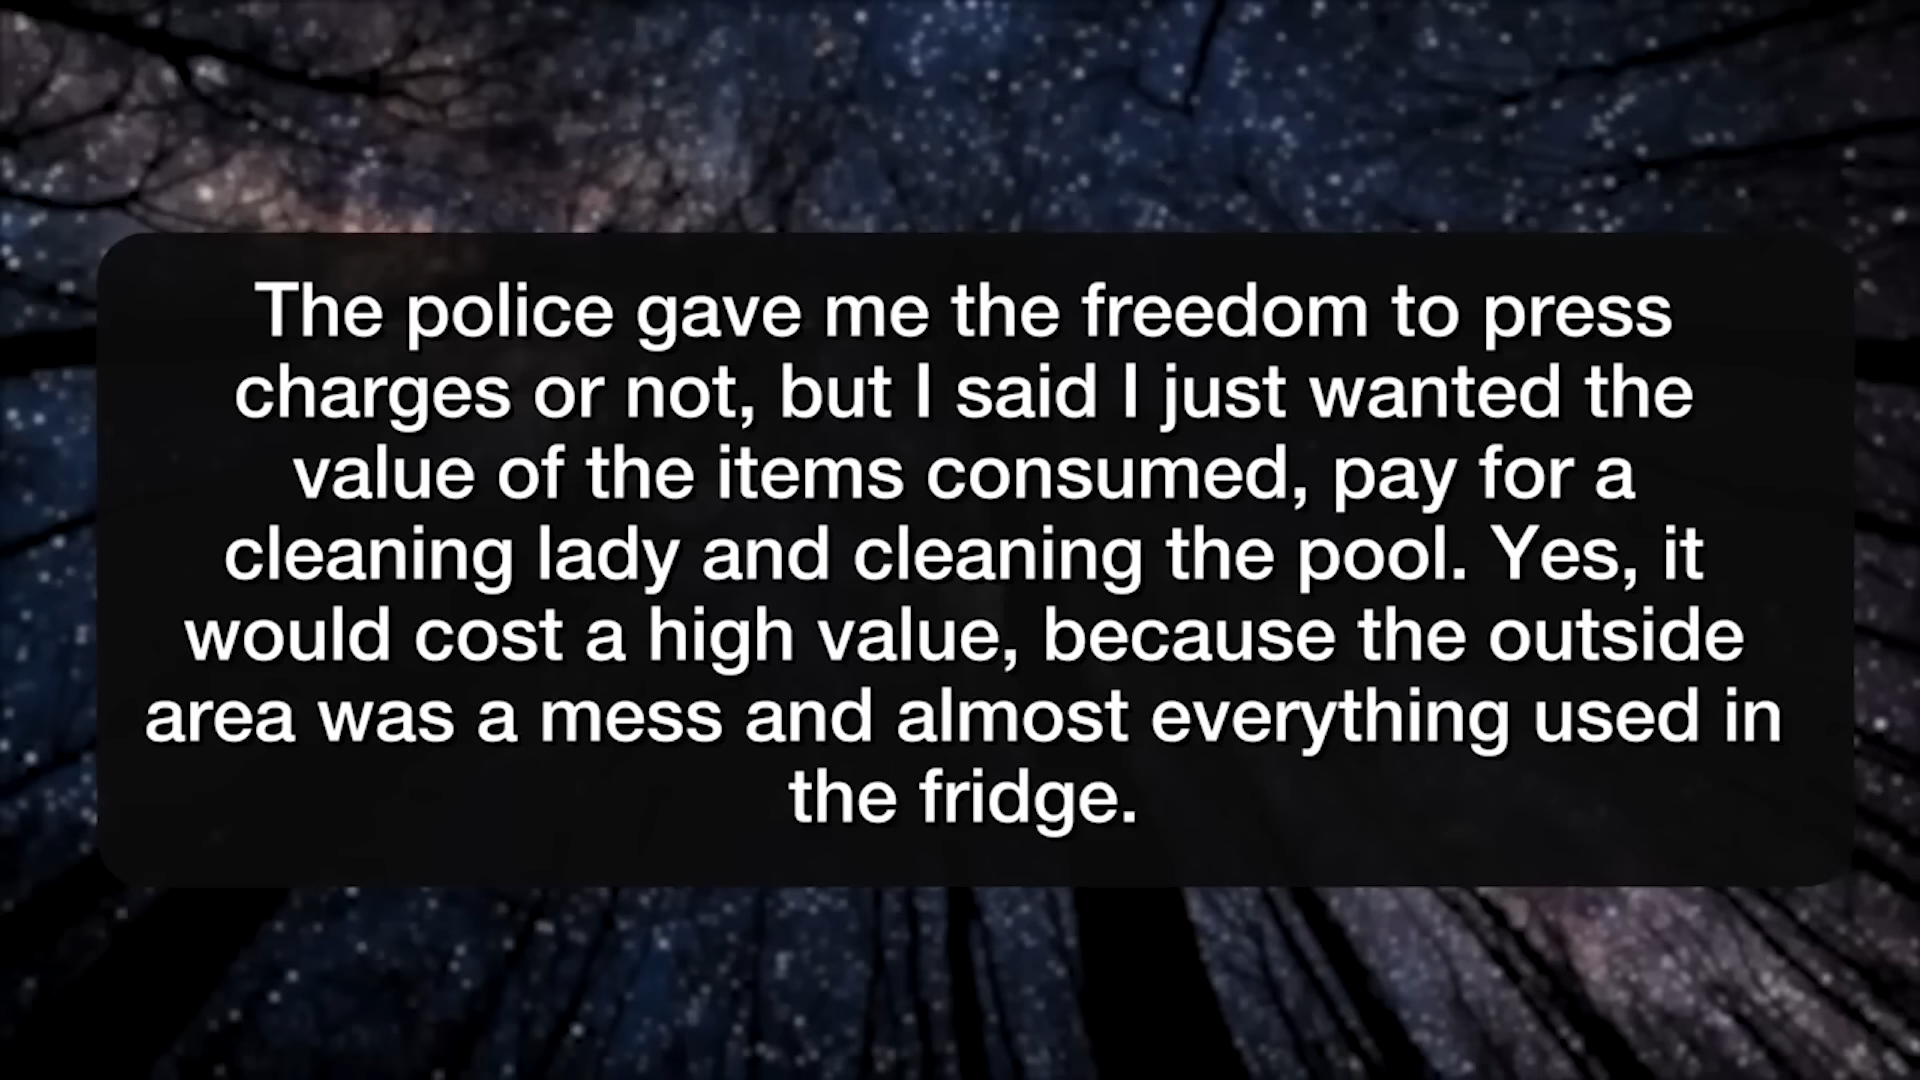 The police gave me the freedom to press
charges or not, but I said I just wanted the
value of the items consumed, pay for a
cleaning lady and cleaning the pool. Yes, it
would cost a high value, because the outside
area was a mess and almost everything used in
the fridge.